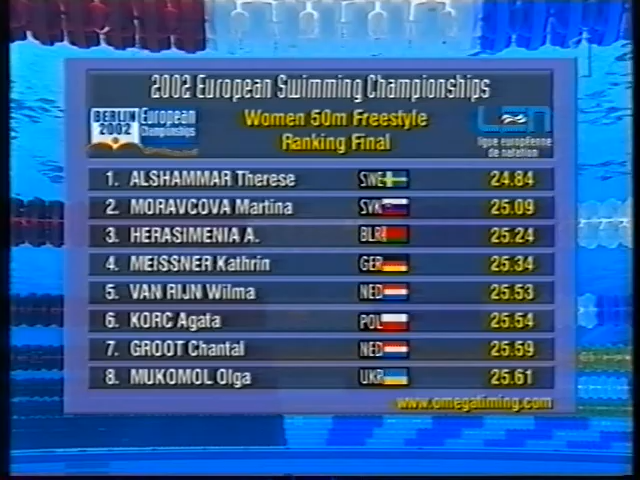 2002 European Swimming Championships
BERLIN
2002
European
Championships
Women 50m Freestyle
Ranking Final
LEN
ligue européenne
de natation
1. ALSHAMMAR Therese SWE 24.84
2. MORAVCOVA Martina SVK 25.09
3. HERASIMENIA A. BLR 25.24
4. MEISSNER Kathrin GER 25.34
5. VAN RIJN Wilma NED 25.53
6. KORC Agata POL 25.54
7. GROOT Chantal NED 25.59
8. MUKOMOL Olga UKR 25.61
www.omegatiming.com